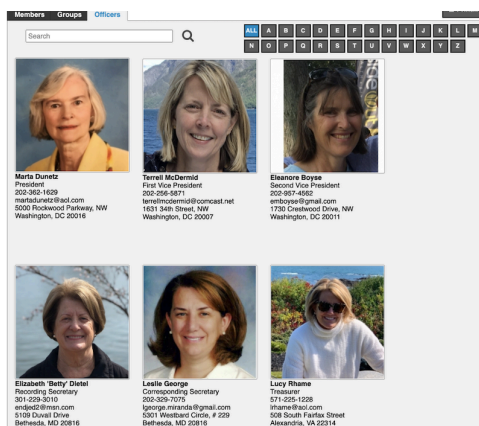 Members Groups Officers
Search
ALL A B C D E F G H I J K L M
N O P Q R S T U V W X Y Z
Marta Dunetz
President
202-362-1629
martadunetz@aol.com
5000 Rockwood Parkway, NW
Washington, DC 20016
Terrell McDermid
First Vice President
202-256-5871
terrellmcdermid@comcast.net
1631 34th Street, NW
Washington, DC 20007
Eleanore Boyse
Second Vice President
202-957-4562
emboyse@gmail.com
1730 Crestwood Drive, NW
Washington, DC 20011
Elizabeth 'Betty' Dietel
Recording Secretary
301-229-3010
endjed2@msn.com
5109 Duvall Drive
Bethesda, MD 20816
Leslie George
Corresponding Secretary
202-329-7075
lgeorge.miranda@gmail.com
5301 Westbard Circle, # 229
Bethesda, MD 20816
Lucy Rhame
Treasurer
571-225-1228
lrhame@aol.com
508 South Fairfax Street
Alexandria, VA 22314